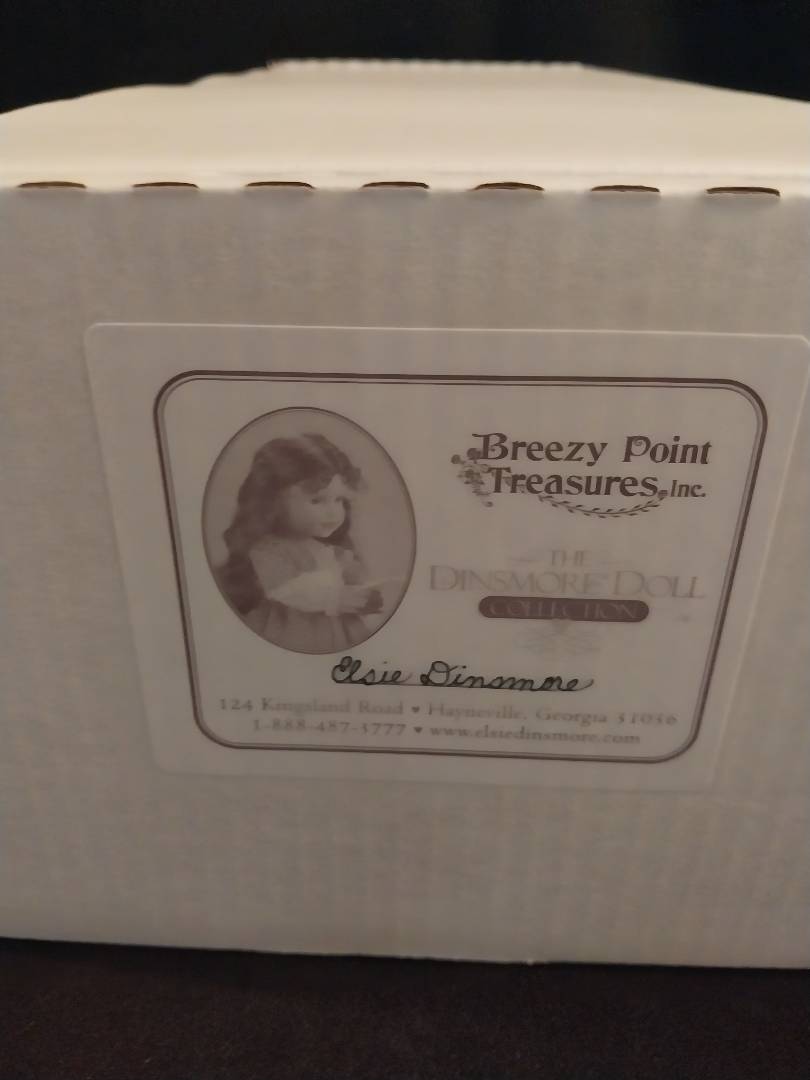 Breezy Point
Treasures, Inc.
THE
DINSMORE DOLL
COLLECTION
Elsie Dinsmore
124 Kingsland Road ♥ Hayneville, Georgia 31036
1-888-487-3777 ♥ www.elsiedinsmore.com